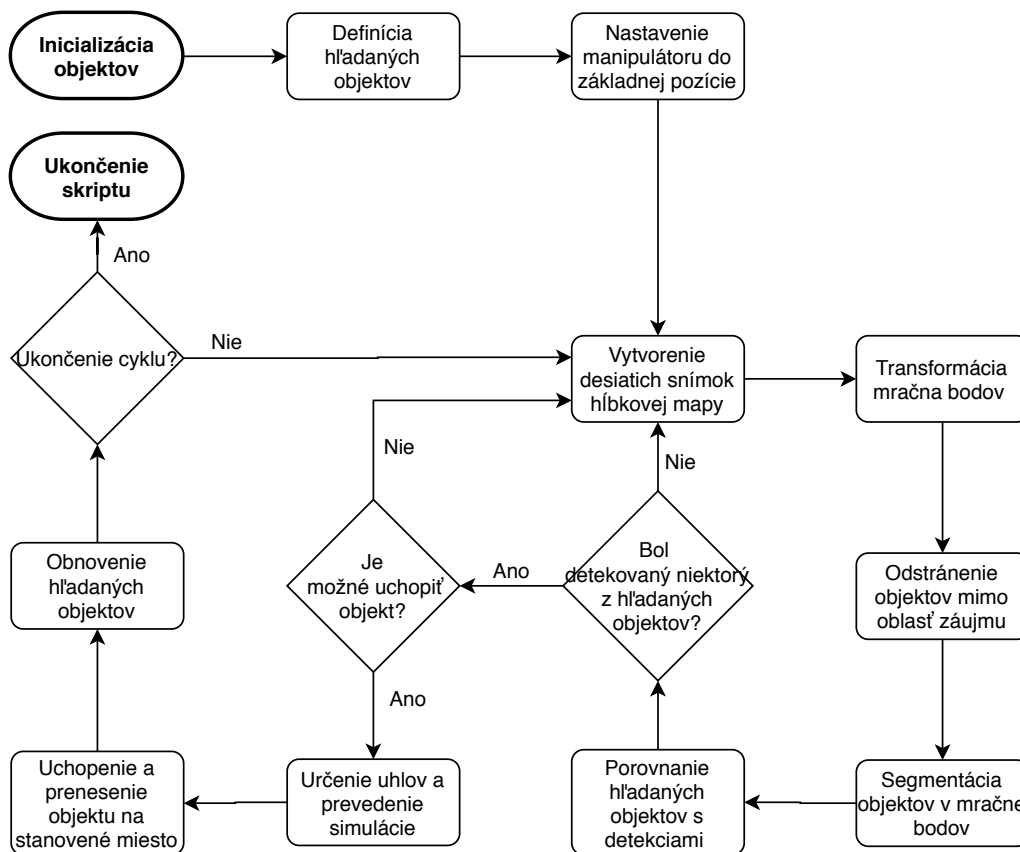 Inicializácia
objektov
Definícia
hľadaných
objektov
Nastavenie
manipulátoru do
základnej pozície
Ukončenie
skriptu
Ano
Ukončenie cyklu?
Nie
Vytvorenie
desiatich snímok
hĺbkovej mapy
Transformácia
mračna bodov
Nie
Nie
Obnovenie
hľadaných
objektov
Je
možné uchopiť
objekt?
Ano
Bol
detekovaný niektorý
z hľadaných
objektov?
Odstránenie
objektov mimo
oblasť záujmu
Ano
Uchopenie a
prenesenie
objektu na
stanovené miesto
Určenie uhlov a
prevedenie
simulácie
Porovnanie
hľadaných
objektov s
detekciami
Segmentácia
objektov v mračne
bodov